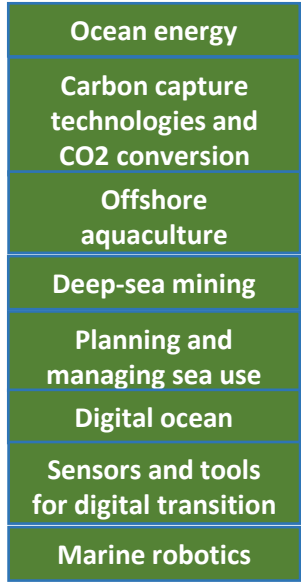 Ocean energy
Carbon capture
technologies and
CO2 conversion
Offshore
aquaculture
Deep-sea mining
Planning and
managing sea use
Digital ocean
Sensors and tools
for digital transition
Marine robotics